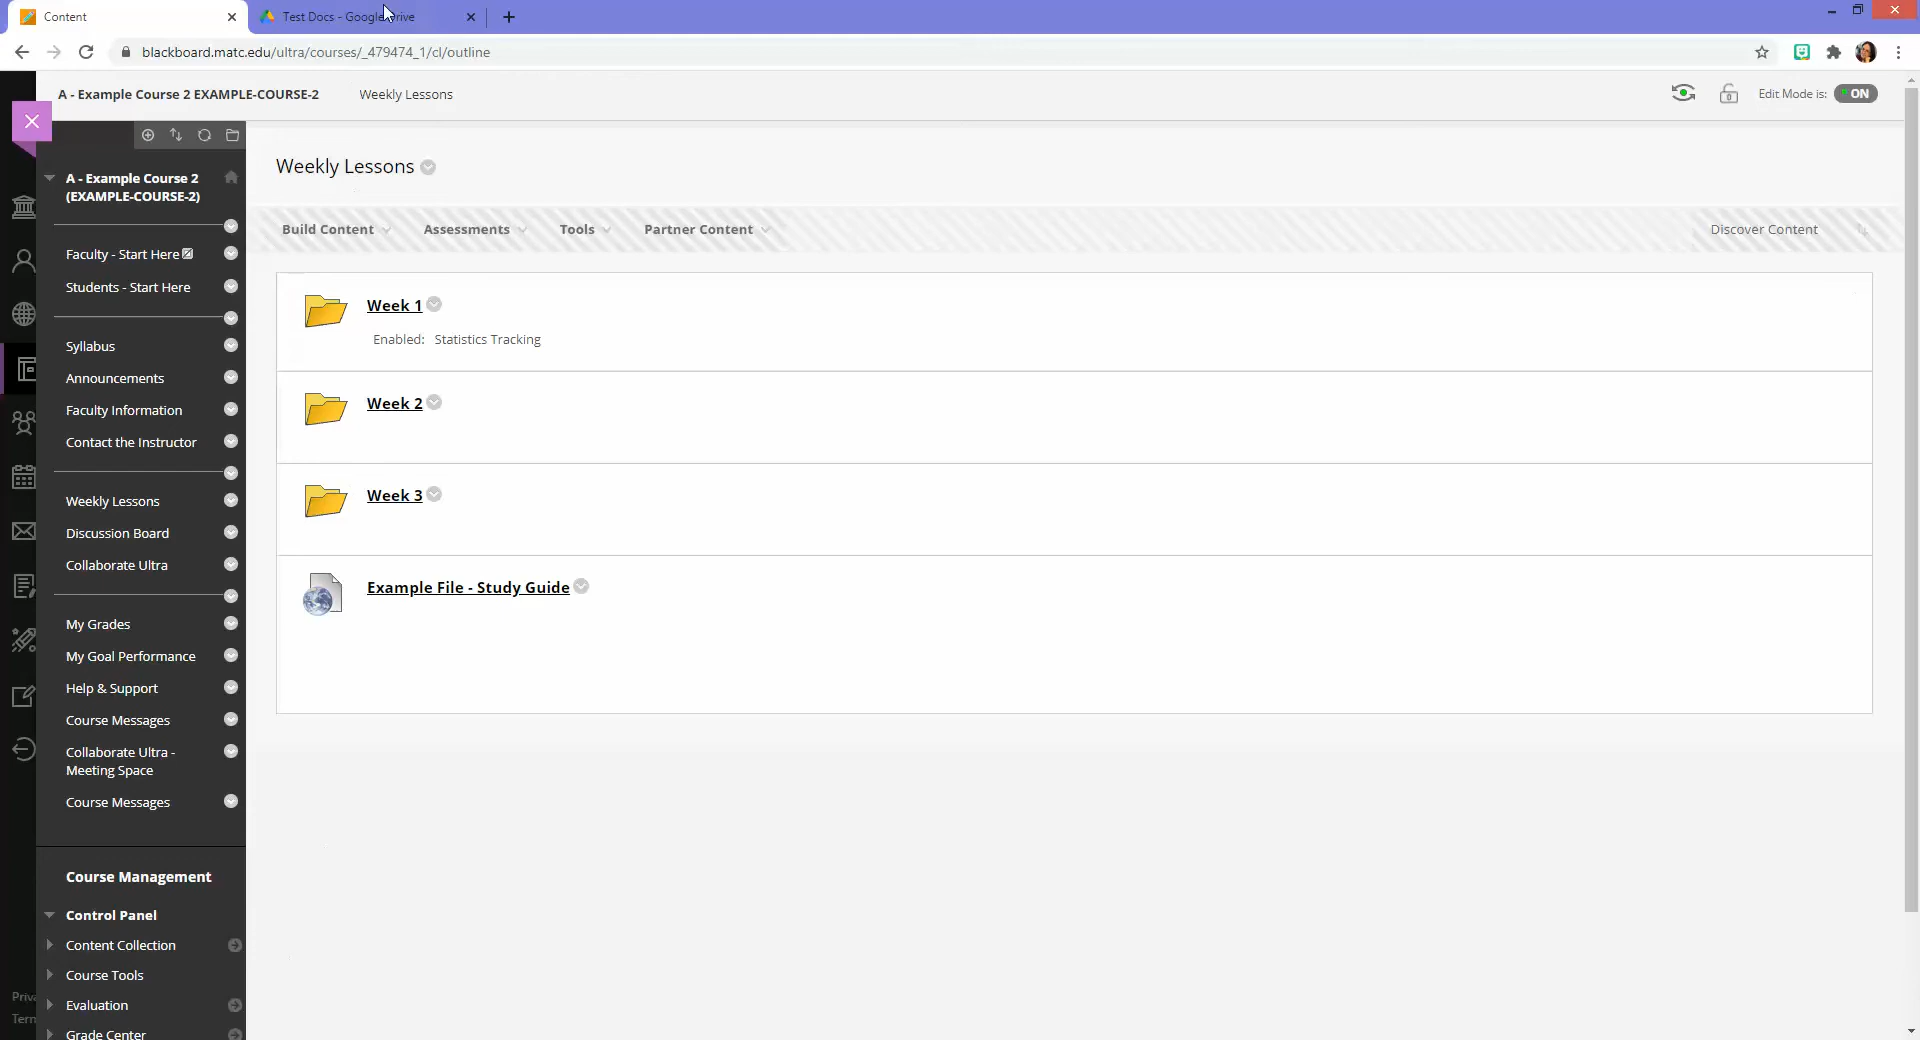 Content
Test Docs - Google Drive
blackboard.matc.edu/ultra/courses/_479474_1/cl/outline
A - Example Course 2 EXAMPLE-COURSE-2 Weekly Lessons
Edit Mode is: ON
A - Example Course 2
(EXAMPLE-COURSE-2)
Faculty - Start Here
Students - Start Here
Syllabus
Announcements
Faculty Information
Contact the Instructor
Weekly Lessons
Discussion Board
Collaborate Ultra
My Grades
My Goal Performance
Help & Support
Course Messages
Collaborate Ultra -
Meeting Space
Course Messages
Course Management
Control Panel
Content Collection
Course Tools
Evaluation
Grade Center
Weekly Lessons
Build Content Assessments Tools Partner Content Discover Content
Week 1
Enabled: Statistics Tracking
Week 2
Week 3
Example File - Study Guide